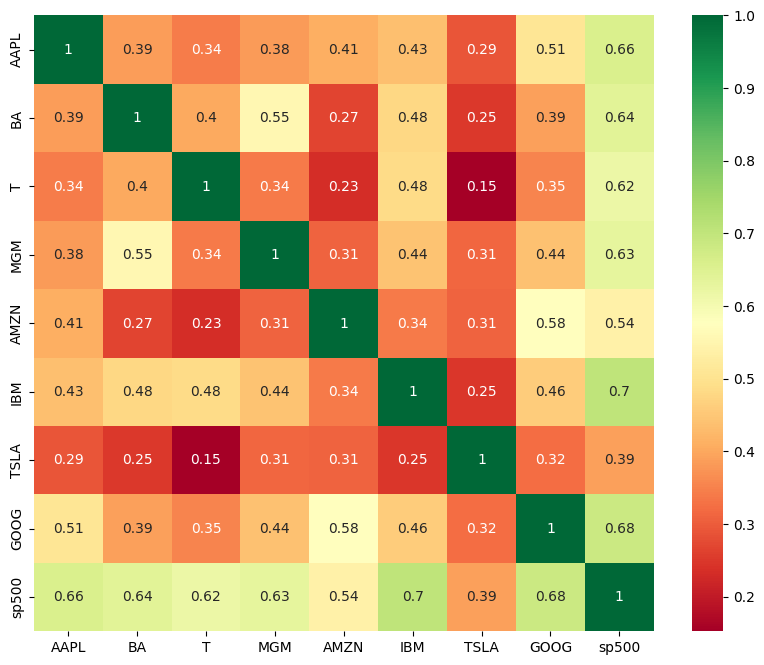 AAPL 1 0.39 0.34 0.38 0.41 0.43 0.29 0.51 0.66
BA 0.39 1 0.4 0.55 0.27 0.48 0.25 0.39 0.64
T 0.34 0.4 1 0.34 0.23 0.48 0.15 0.35 0.62
MGM 0.38 0.55 0.34 1 0.31 0.44 0.31 0.44 0.63
AMZN 0.41 0.27 0.23 0.31 1 0.34 0.31 0.58 0.54
IBM 0.43 0.48 0.48 0.44 0.34 1 0.25 0.46 0.7
TSLA 0.29 0.25 0.15 0.31 0.31 0.25 1 0.32 0.39
GOOG 0.51 0.39 0.35 0.44 0.58 0.46 0.32 1 0.68
sp500 0.66 0.64 0.62 0.63 0.54 0.7 0.39 0.68 1
AAPL BA T MGM AMZN IBM TSLA GOOG sp500
1.0
0.9
0.8
0.7
0.6
0.5
0.4
0.3
0.2